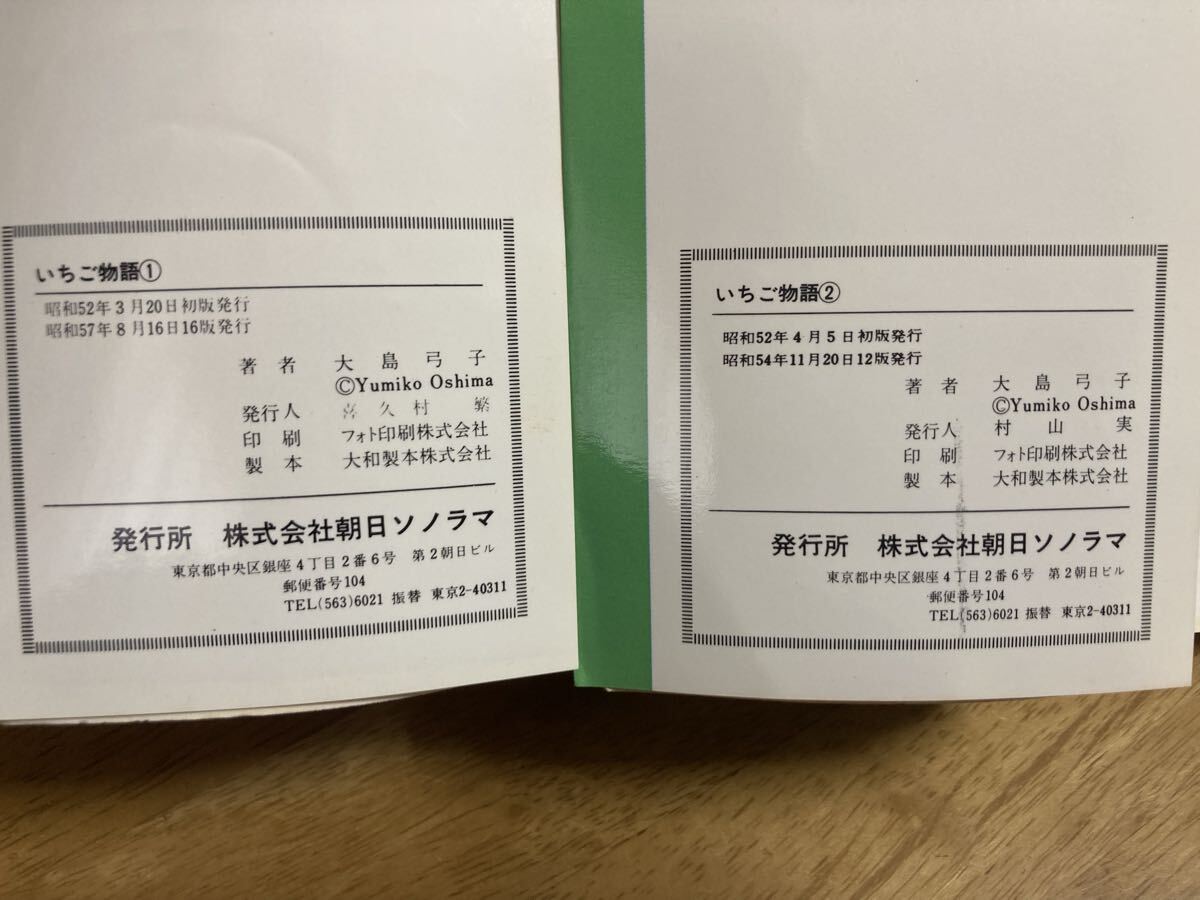 いちご物語①
昭和52年3月20日初版発行
昭和57年8月16日16版発行
著者 大島弓子
©Yumiko Oshima
発行人 喜久村繁
印刷 フォト印刷株式会社
製本 大和製本株式会社
発行所 株式会社朝日ソノラマ
東京都中央区銀座4丁目2番6号 第2朝日ビル
郵便番号104
TEL(563)6021 振替 東京2-40311
いちご物語②
昭和52年4月5日初版発行
昭和54年11月20日12版発行
著者 大島弓子
©Yumiko Oshima
発行人 村山実
印刷 フォト印刷株式会社
製本 大和製本株式会社
発行所 株式会社朝日ソノラマ
東京都中央区銀座4丁目2番6号 第2朝日ビル
郵便番号104
TEL(563)6021 振替 東京2-40311